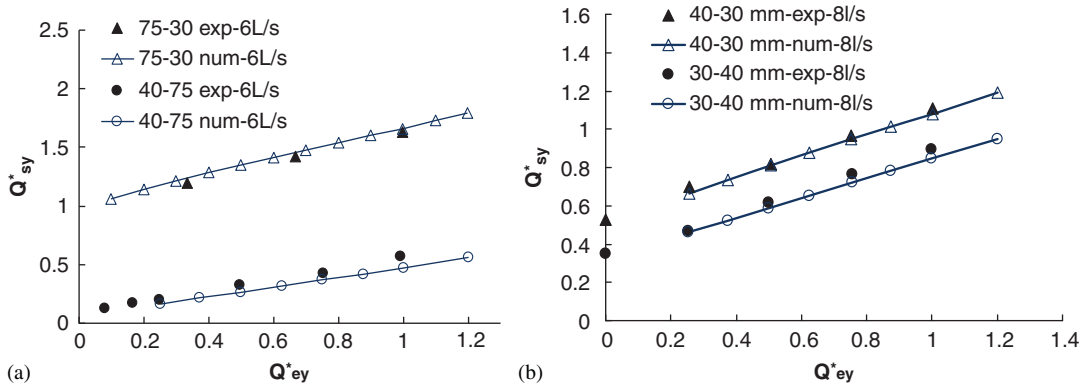 2.5
2
1.5
1
0.5
0
Q*sy
75-30 exp-6L/s
75-30 num-6L/s
40-75 exp-6L/s
40-75 num-6L/s
0 0.2 0.4 0.6 0.8 1 1.2
Q*ey
(a)
1.6
1.4
1.2
1
0.8
0.6
0.4
0.2
0
Q*sy
40-30 mm-exp-8l/s
40-30 mm-num-8l/s
30-40 mm-exp-8l/s
30-40 mm-num-8l/s
0 0.2 0.4 0.6 0.8 1 1.2 1.4
Q*ey
(b)